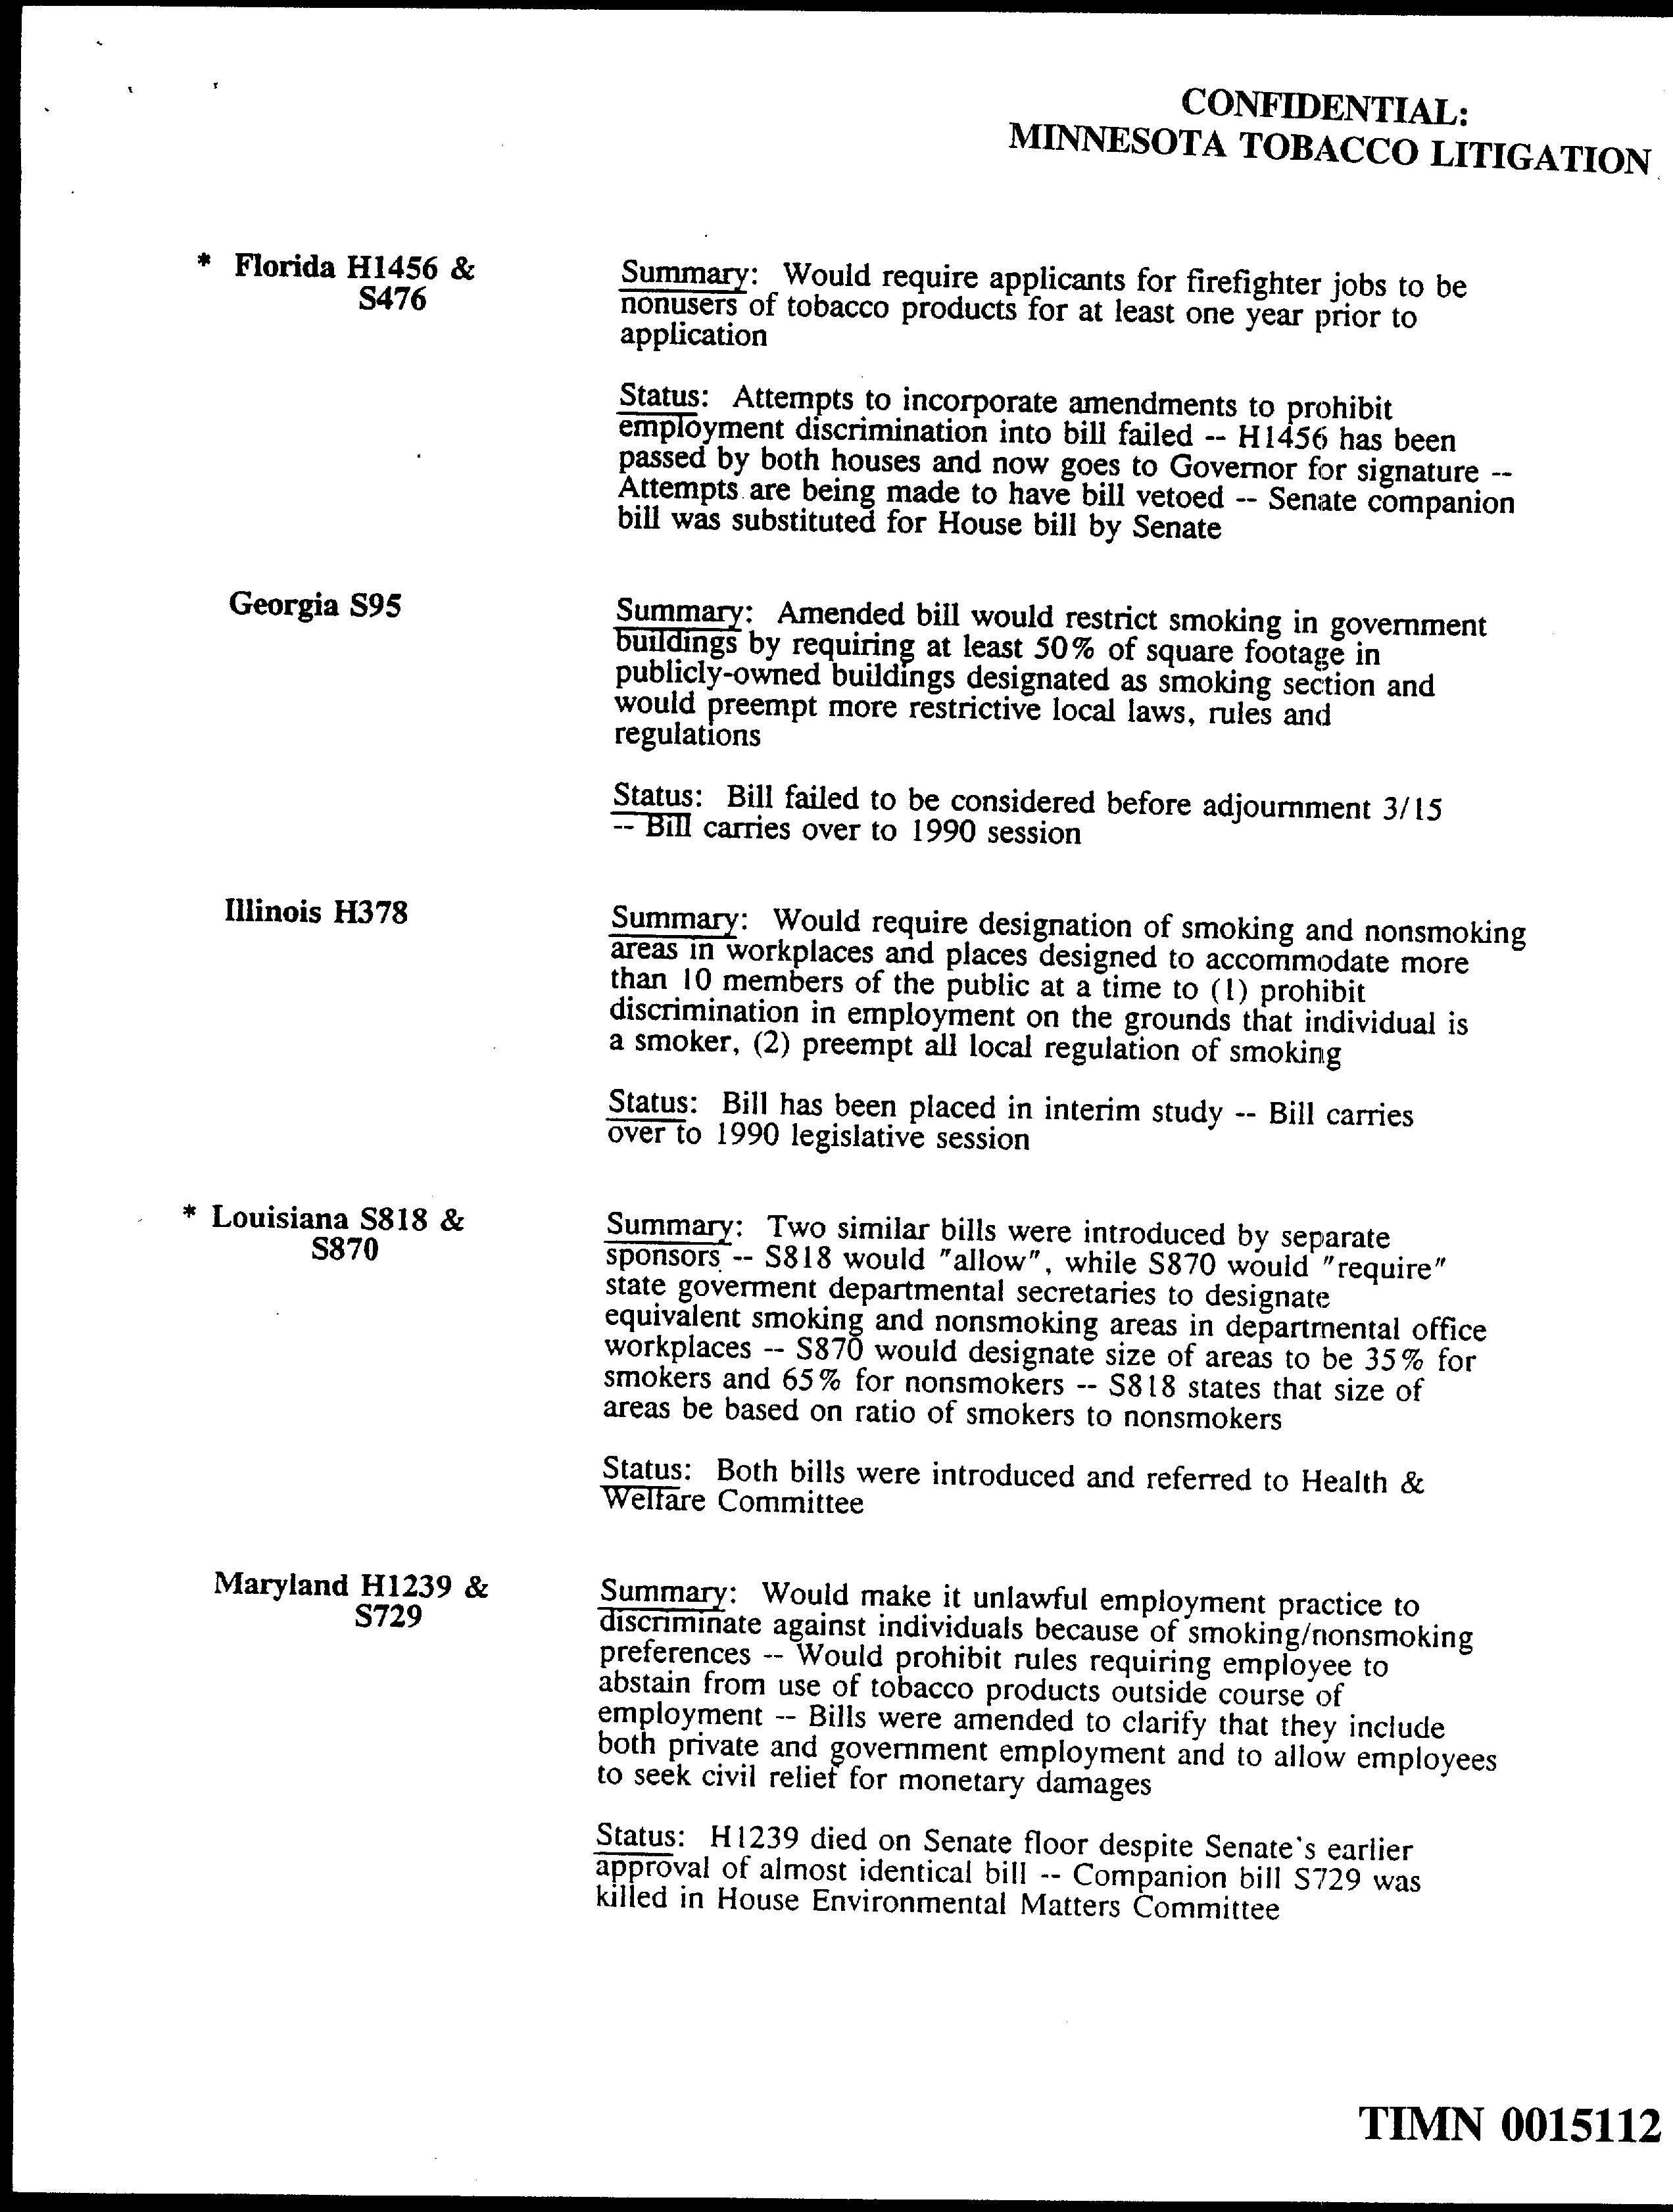 CONFIDENTIAL:
MINNESOTA TOBACCO LITIGATION
* Florida H1456 &
S476
Summary: Would require applicants for firefighter jobs to be
nonusers of tobacco products for at least one year prior to
application
Status: Attempts to incorporate amendments to prohibit
employment discrimination into bill failed -- H1456 has been
passed by both houses and now goes to Governor for signature --
Attempts are being made to have bill vetoed -- Senate companion
bill was substituted for House bill by Senate
Georgia S95
Summary: Amended bill would restrict smoking in government
buildings by requiring at least 50% of square footage in
publicly-owned buildings designated as smoking section and
would preempt more restrictive local laws, rules and
regulations
Status: Bill failed to be considered before adjournment 3/15
-- Bill carries over to 1990 session
Illinois H378
Summary: Would require designation of smoking and nonsmoking
areas in workplaces and places designed to accommodate more
than 10 members of the public at a time to (1) prohibit
discrimination in employment on the grounds that individual is
a smoker, (2) preempt all local regulation of smoking
Status: Bill has been placed in interim study -- Bill carries
over to 1990 legislative session
* Louisiana S818 &
S870
Summary: Two similar bills were introduced by separate
sponsors -- S818 would "allow", while S870 would "require"
state goverment departmental secretaries to designate
equivalent smoking and nonsmoking areas in departmental office
workplaces -- S870 would designate size of areas to be 35% for
smokers and 65% for nonsmokers -- S818 states that size of
areas be based on ratio of smokers to nonsmokers
Status: Both bills were introduced and referred to Health &
Welfare Committee
Maryland H1239 &
S729
Summary: Would make it unlawful employment practice to
discriminate against individuals because of smoking/nonsmoking
preferences -- Would prohibit rules requiring employee to
abstain from use of tobacco products outside course of
employment -- Bills were amended to clarify that they include
both private and government employment and to allow employees
to seek civil relief for monetary damages
Status: H1239 died on Senate floor despite Senate's earlier
approval of almost identical bill -- Companion bill S729 was
killed in House Environmental Matters Committee
TIMN 0015112